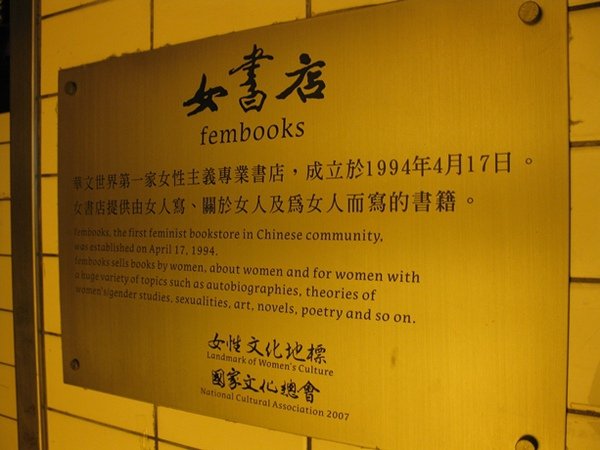 女書店
fembooks
華文世界第一家女性主義專業書店，成立於1994年4月17日。
女書店提供由女人寫、關於女人及為女人而寫的書籍。
fembooks, the first feminist bookstore in Chinese community,
was established on April 17, 1994.
fembooks sells books by women, about women and for women with
a huge variety of topics such as autobiographies, theories of
women's/gender studies, sexualities, art, novels, poetry and so on.
女性文化地標
Landmark of Women's Culture
國家文化總會
National Cultural Association 2007